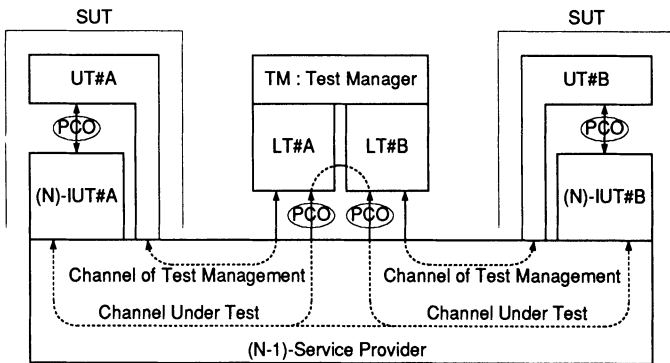 SUT
SUT
UT#A
TM : Test Manager
UT#B
PCO
PCO
LT#A
LT#B
(N)-IUT#A
(N)-IUT#B
PCO
PCO
Channel of Test Management
Channel of Test Management
Channel Under Test
Channel Under Test
(N-1)-Service Provider